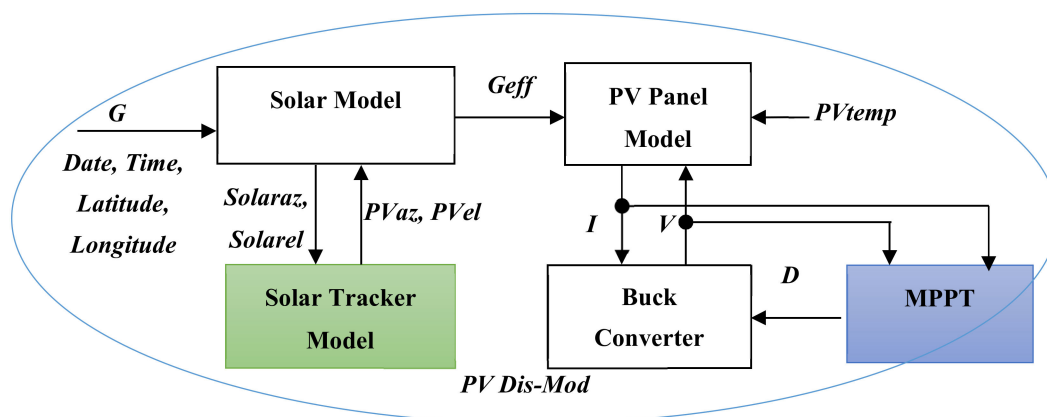 G
Date, Time,
Latitude,
Longitude
Solar Model
Geff
PV Panel
Model
PVtemp
Solaraz,
Solarel
PVaz, PVel
I
V
D
Solar Tracker
Model
Buck
Converter
MPPT
PV Dis-Mod